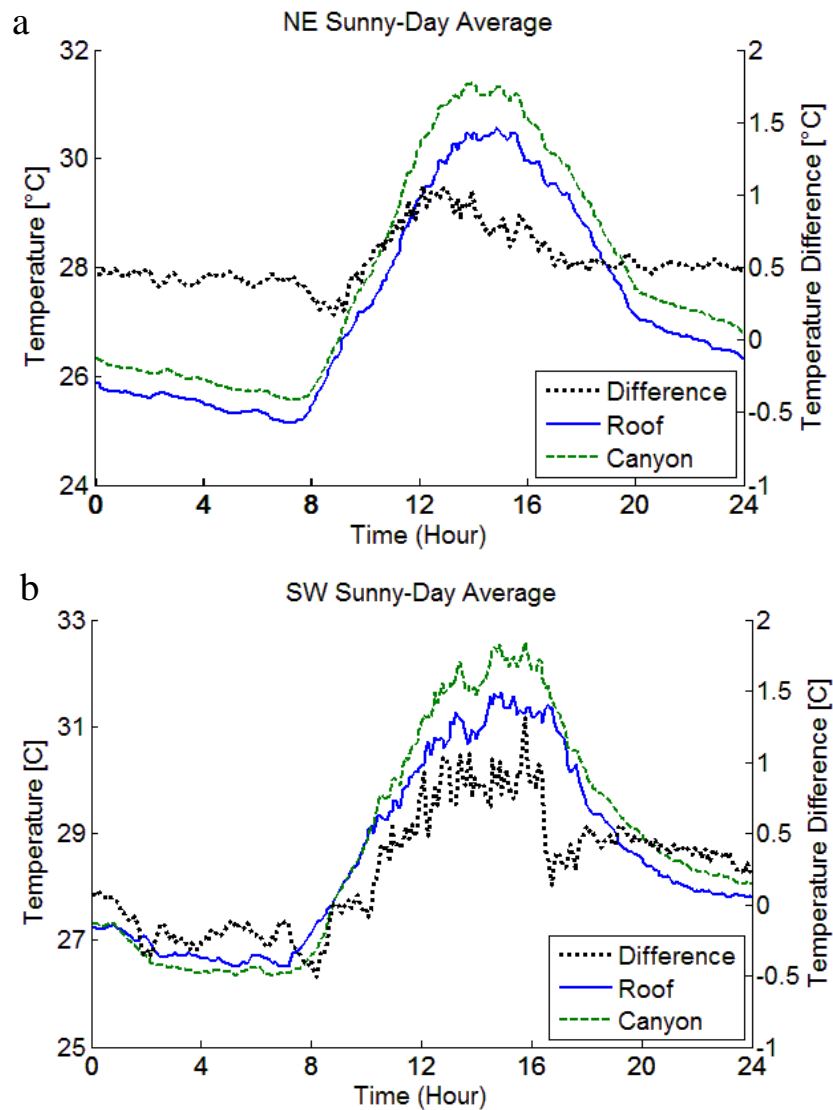 a
NE Sunny-Day Average
32
30
28
26
24
Temperature [°C]
2
1.5
1
0.5
0
-0.5
-1
Temperature Difference [°C]
Difference
Roof
Canyon
0 4 8 12 16 20 24
Time (Hour)
b
SW Sunny-Day Average
33
31
29
27
25
Temperature [C]
2
1.5
1
0.5
0
-0.5
-1
Temperature Difference [C]
Difference
Roof
Canyon
0 4 8 12 16 20 24
Time (Hour)